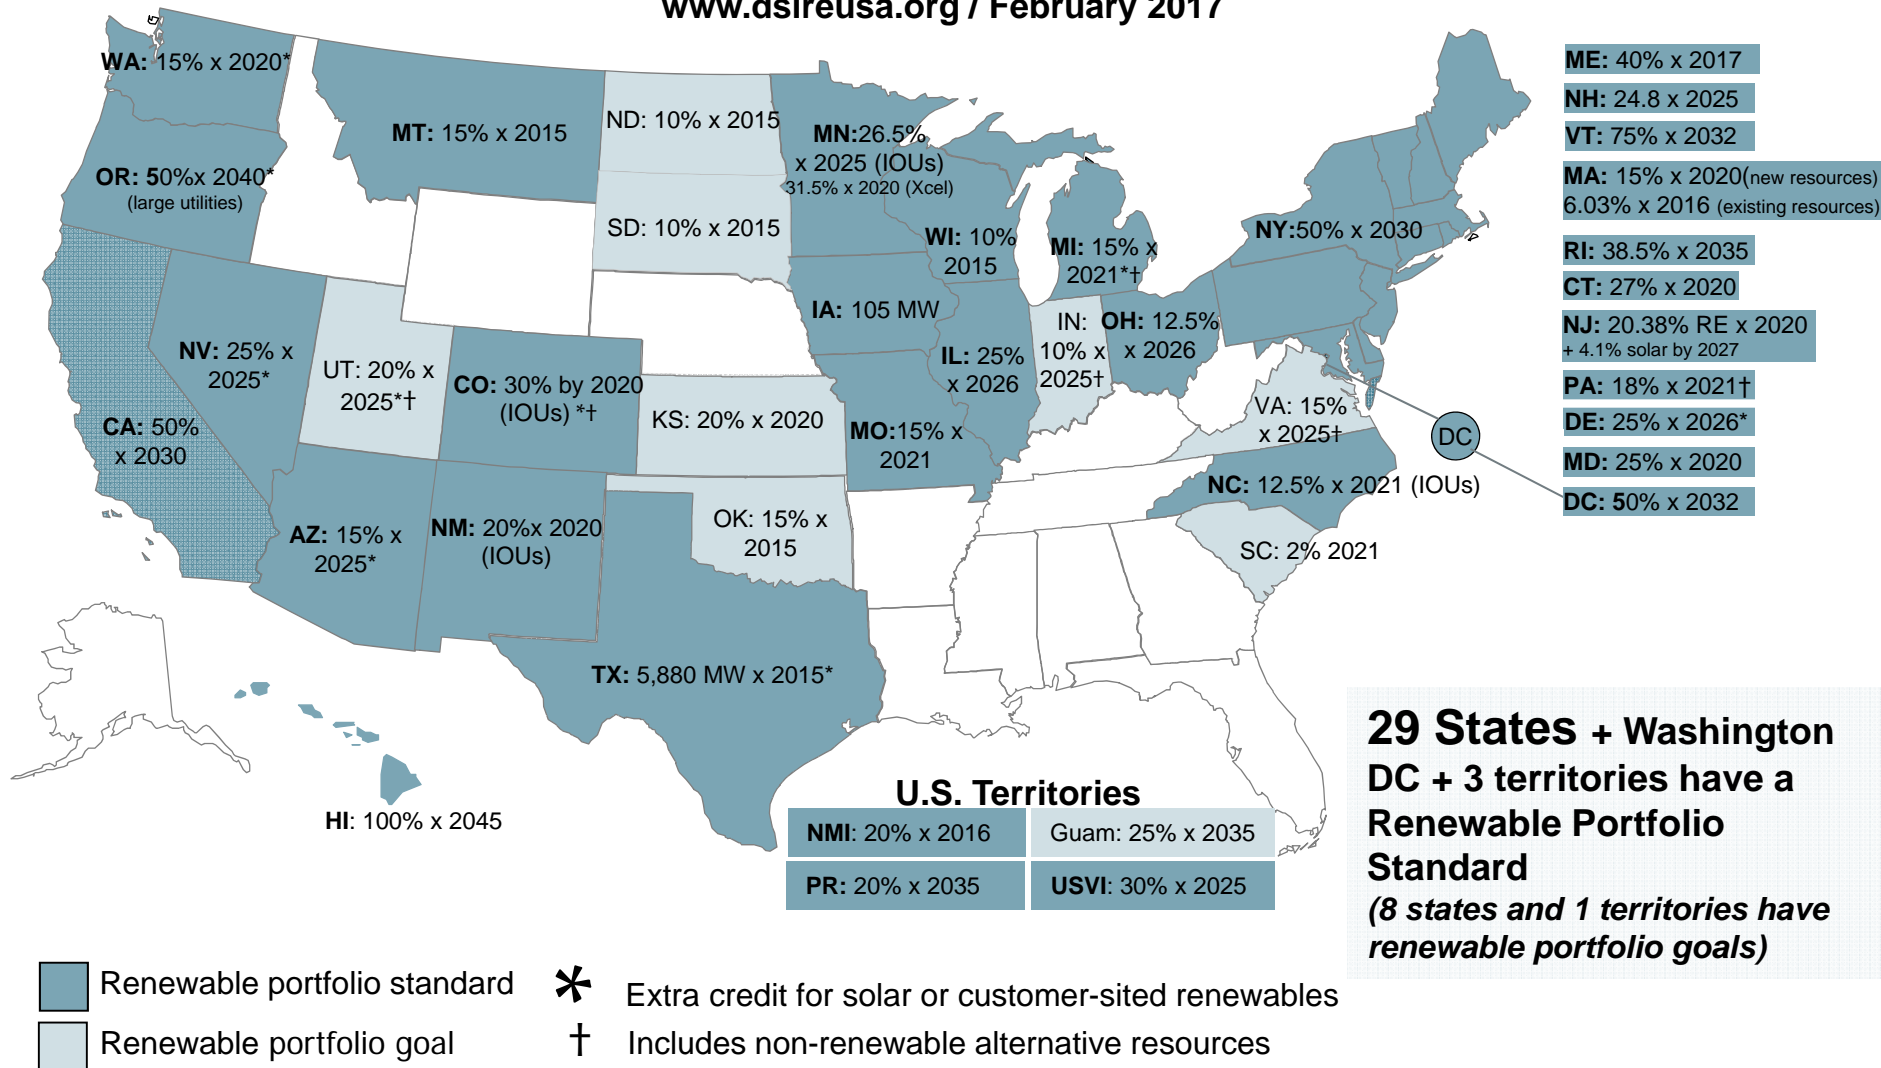 www.dsireusa.org / February 2017
WA: 15% x 2020*
OR: 50%x 2040*
(large utilities)
CA: 50%
x 2030
NV: 25% x
2025*
MT: 15% x 2015
UT: 20% x
2025*†
AZ: 15% x
2025*
CO: 30% by 2020
(IOUs) *†
NM: 20%x 2020
(IOUs)
ND: 10% x 2015
SD: 10% x 2015
KS: 20% x 2020
OK: 15% x
2015
TX: 5,880 MW x 2015*
MN:26.5%
x 2025 (IOUs)
31.5% x 2020 (Xcel)
IA: 105 MW
MO:15% x
2021
WI: 10%
2015
IL: 25%
x 2026
MI: 15% x
2021*†
IN:
10% x
2025†
OH: 12.5%
x 2026
NY:50% x 2030
VA: 15%
x 2025†
NC: 12.5% x 2021 (IOUs)
SC: 2% 2021
DC
HI: 100% x 2045
ME: 40% x 2017
NH: 24.8 x 2025
VT: 75% x 2032
MA: 15% x 2020(new resources)
6.03% x 2016 (existing resources)
RI: 38.5% x 2035
CT: 27% x 2020
NJ: 20.38% RE x 2020
+ 4.1% solar by 2027
PA: 18% x 2021†
DE: 25% x 2026*
MD: 25% x 2020
DC: 50% x 2032
U.S. Territories
NMI: 20% x 2016
Guam: 25% x 2035
PR: 20% x 2035
USVI: 30% x 2025
29 States + Washington
DC + 3 territories have a
Renewable Portfolio
Standard
(8 states and 1 territories have
renewable portfolio goals)
Renewable portfolio standard
Renewable portfolio goal
* Extra credit for solar or customer-sited renewables
† Includes non-renewable alternative resources